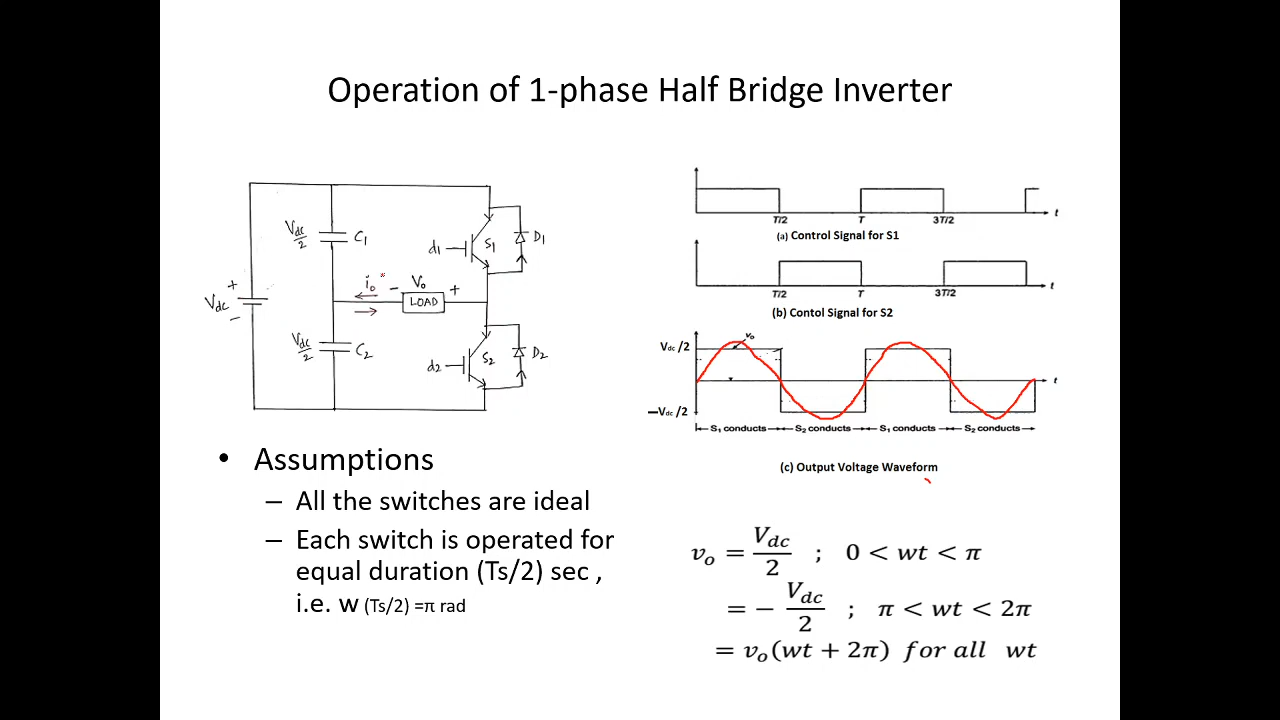 Operation of 1-phase Half Bridge Inverter
Vdc/2
C1
d1
S1
D1
io
− Vo +
LOAD
+
Vdc
−
Vdc/2
C2
d2
S2
D2
T/2 T 3T/2 t
(a) Control Signal for S1
T/2 T 3T/2 t
(b) Contol Signal for S2
vo
Vdc /2
t
−Vdc /2
S1 conducts S2 conducts S1 conducts S2 conducts
(c) Output Voltage Waveform
• Assumptions
– All the switches are ideal
– Each switch is operated for
equal duration (Ts/2) sec ,
i.e. w (Ts/2) =π rad
vo = Vdc/2 ; 0 < wt < π
= − Vdc/2 ; π < wt < 2π
= vo(wt + 2π) for all wt